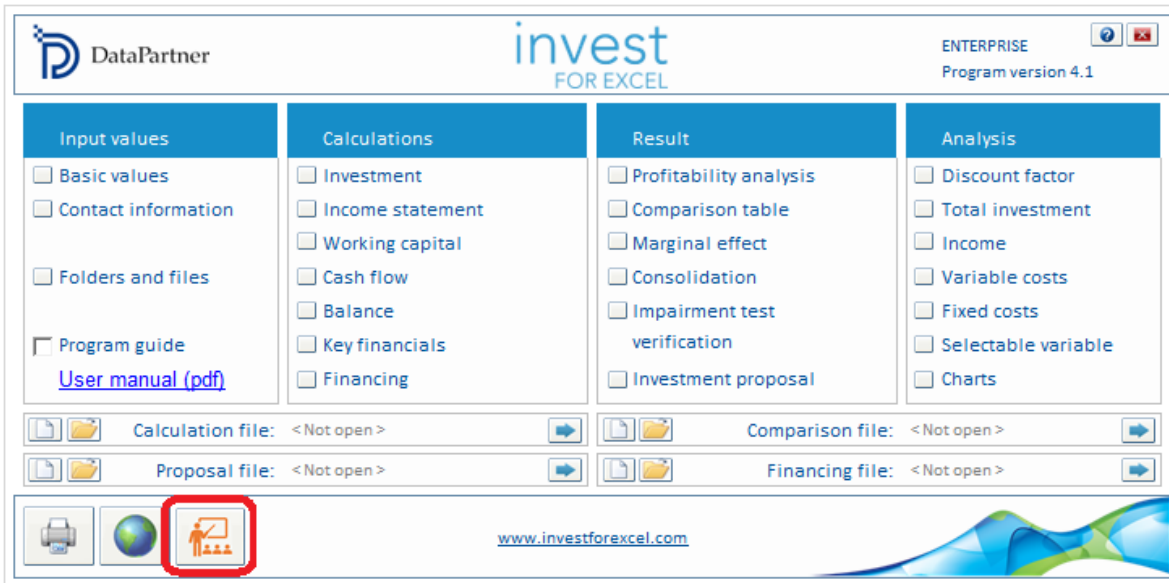 DataPartner
invest
FOR EXCEL
ENTERPRISE
Program version 4.1
Input values
Basic values
Contact information
Folders and files
Program guide
User manual (pdf)
Calculations
Investment
Income statement
Working capital
Cash flow
Balance
Key financials
Financing
Result
Profitability analysis
Comparison table
Marginal effect
Consolidation
Impairment test
verification
Investment proposal
Analysis
Discount factor
Total investment
Income
Variable costs
Fixed costs
Selectable variable
Charts
Calculation file: <Not open>
Comparison file: <Not open>
Proposal file: <Not open>
Financing file: <Not open>
www.investforexcel.com